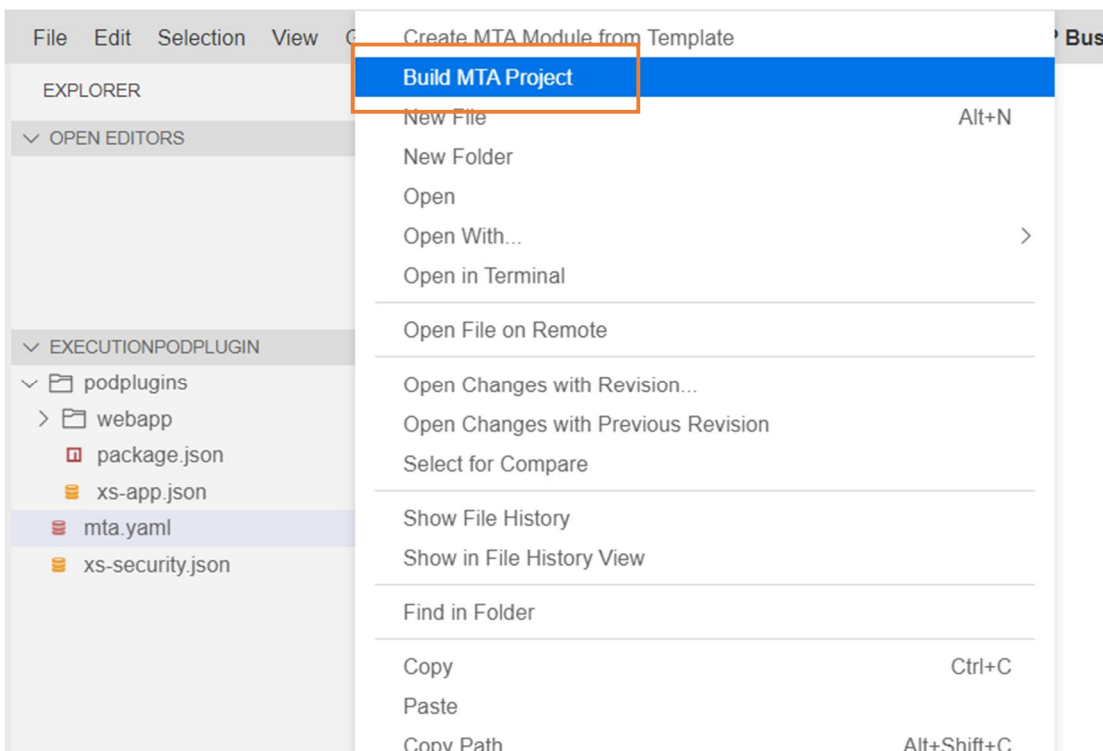 File Edit Selection View G
Bus
EXPLORER
OPEN EDITORS
EXECUTIONPODPLUGIN
podplugins
webapp
package.json
xs-app.json
mta.yaml
xs-security.json
Create MTA Module from Template
Build MTA Project
New File Alt+N
New Folder
Open
Open With...
Open in Terminal
Open File on Remote
Open Changes with Revision...
Open Changes with Previous Revision
Select for Compare
Show File History
Show in File History View
Find in Folder
Copy Ctrl+C
Paste
Copy Path Alt+Shift+C